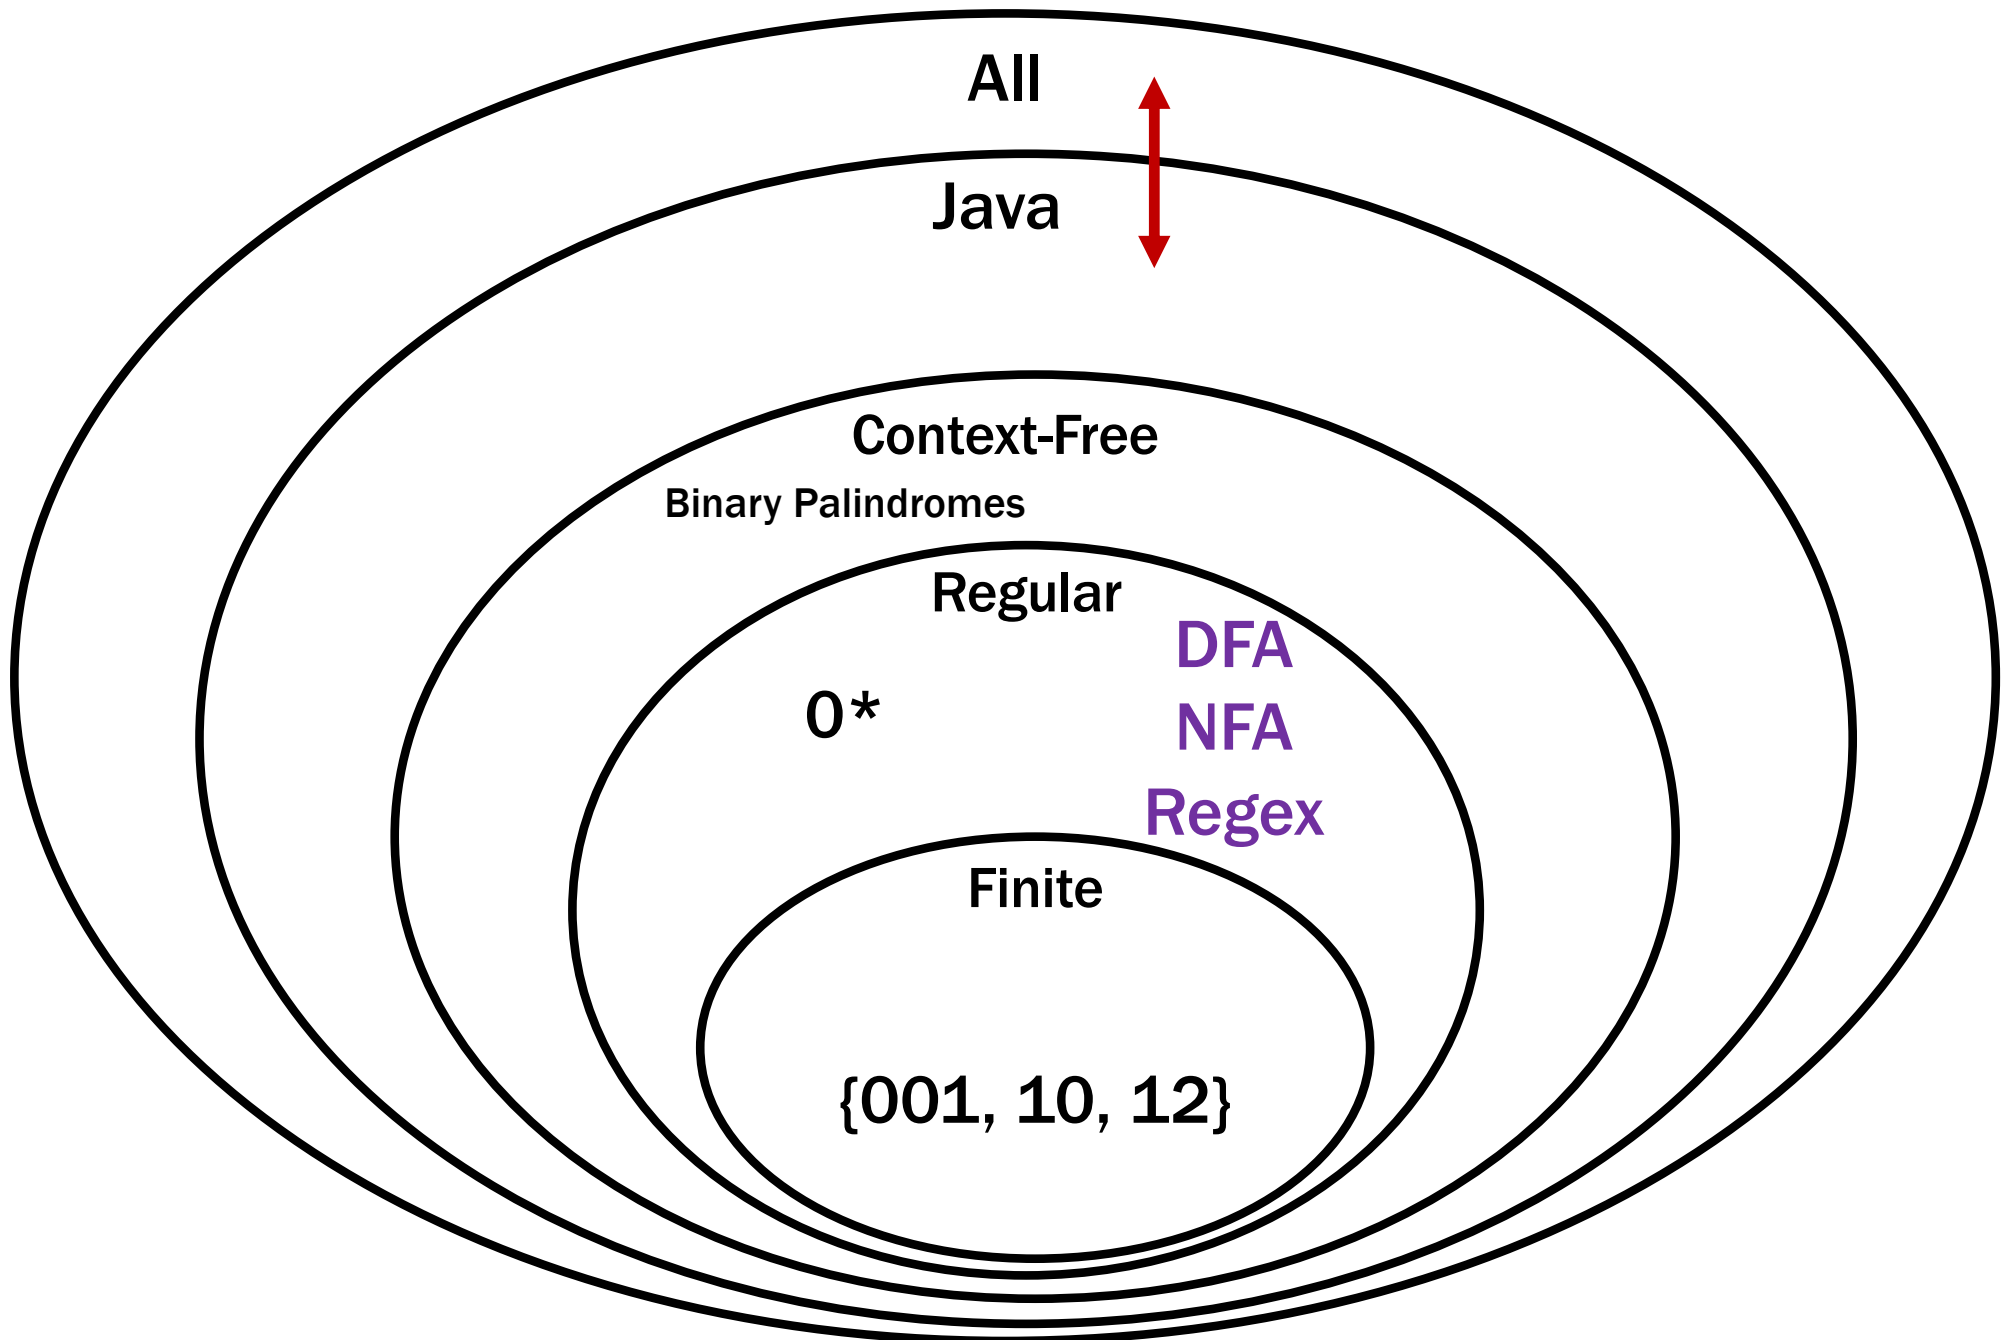 All
Java
Context-Free
Binary Palindromes
Regular
DFA
0*
NFA
Regex
Finite
{001, 10, 12}